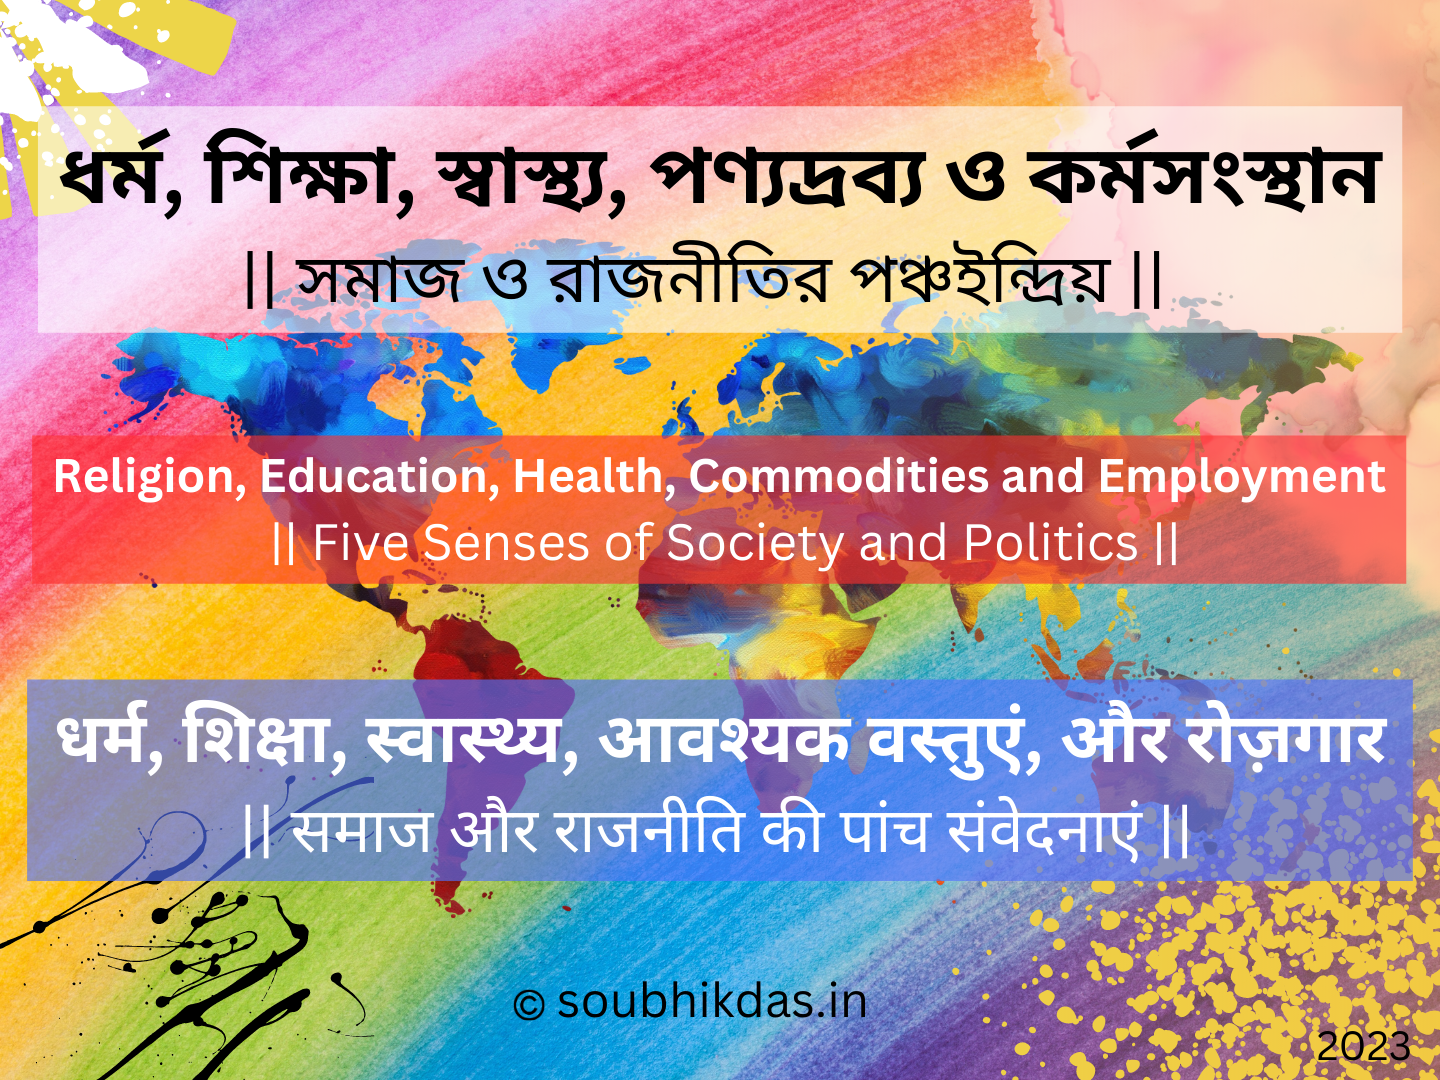 ধর্ম, শিক্ষা, স্বাস্থ্য, পণ্যদ্রব্য ও কর্মসংস্থান
|| সমাজ ও রাজনীতির পঞ্চইন্দ্রিয় ||
Religion, Education, Health, Commodities and Employment
|| Five Senses of Society and Politics ||
धर्म, शिक्षा, स्वास्थ्य, आवश्यक वस्तुएं, और रोज़गार
|| समाज और राजनीति की पांच संवेदनाएं ||
© soubhikdas.in
2023